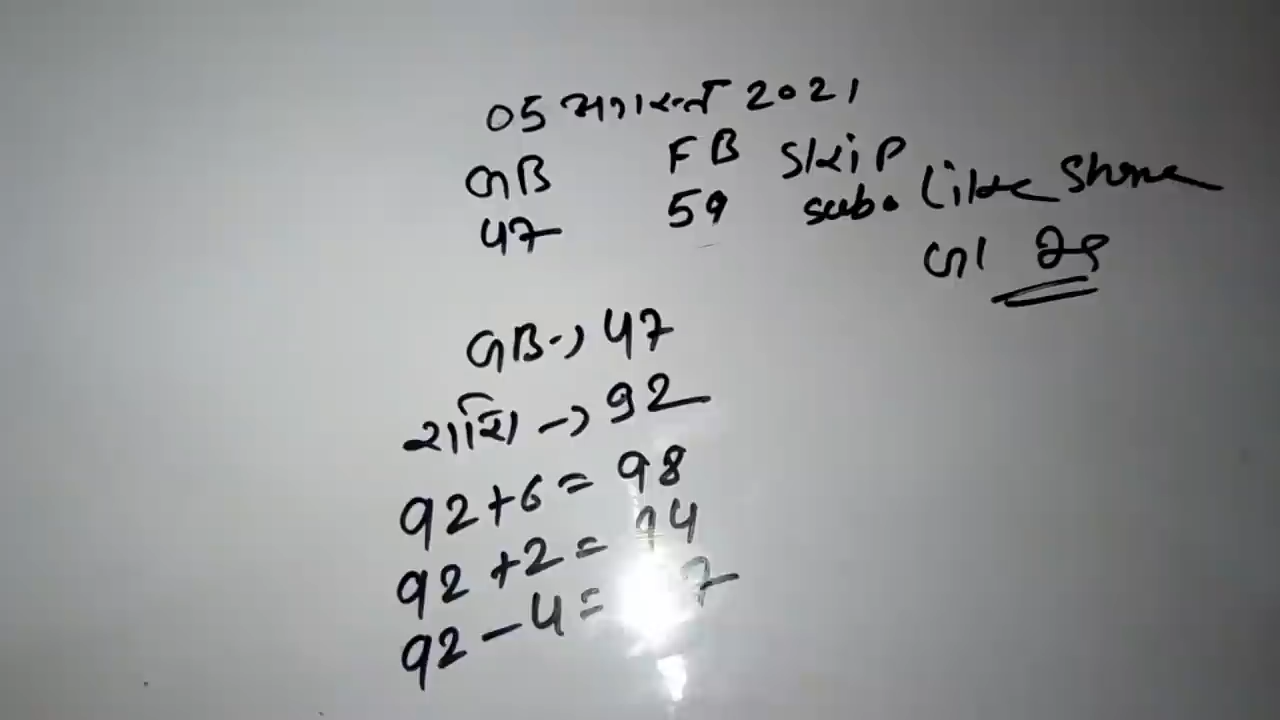 05 अगस्त 2021
GB FB Skip
47 59 sub. Like Share
GB → 47
राशि → 92
92+6= 98
92+2= 94
92-4=